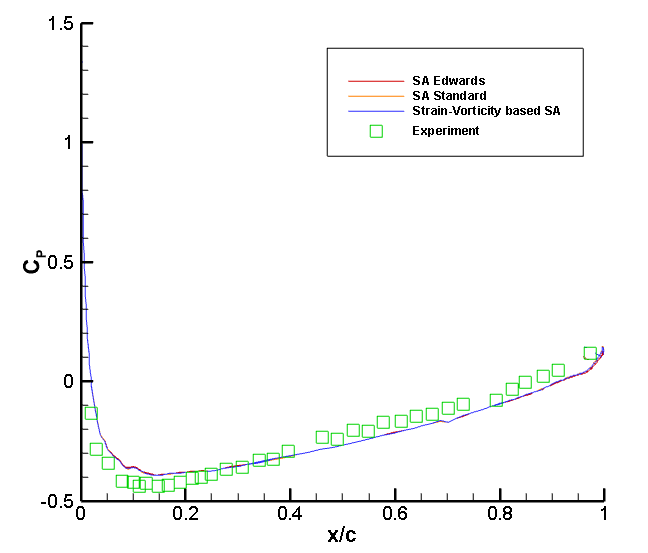 1.5
1
0.5
0
-0.5
C_P
SA Edwards
SA Standard
Strain-Vorticity based SA
Experiment
0 0.2 0.4 0.6 0.8 1
x/c